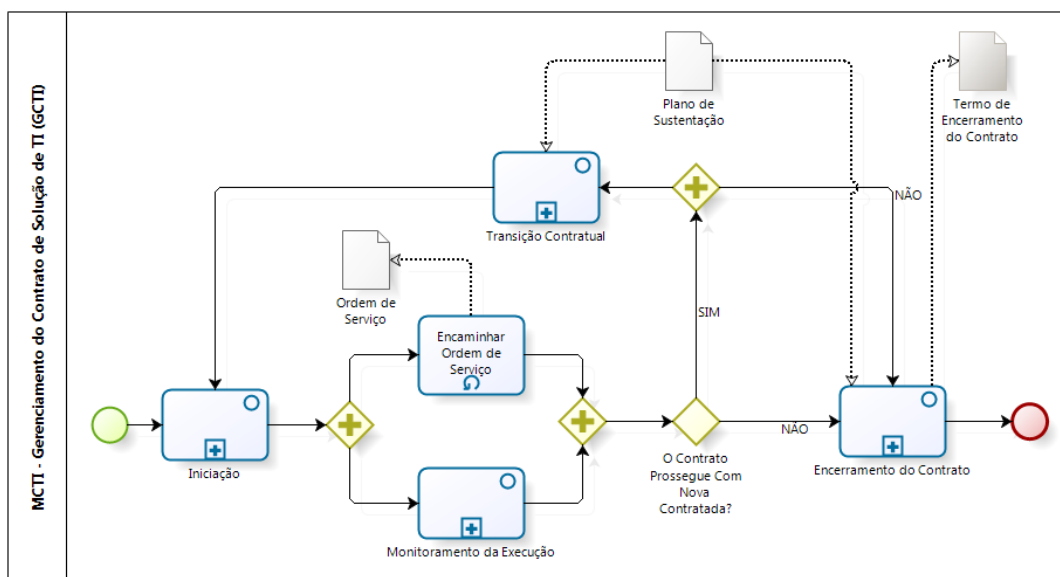 MCTI - Gerenciamento do Contrato de Solução de TI (GCTI)
Plano de
Sustentação
Termo de
Encerramento
do Contrato
NÃO
Transição Contratual
Ordem de
Serviço
Encaminhar
Ordem de
Serviço
SIM
Iniciação
NÃO
O Contrato
Prossegue Com
Nova
Contratada?
Encerramento do Contrato
Monitoramento da Execução